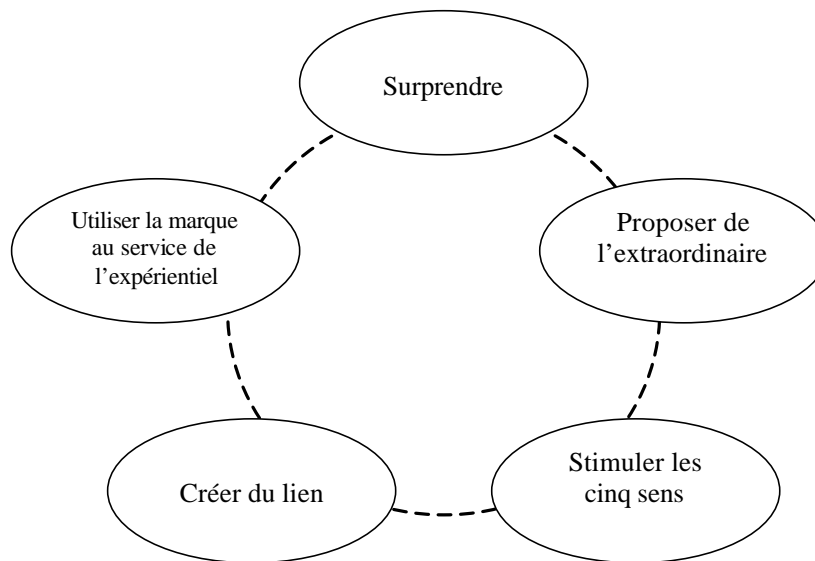 Surprendre
Utiliser la marque
au service de
l’expérientiel
Proposer de
l’extraordinaire
Créer du lien
Stimuler les
cinq sens